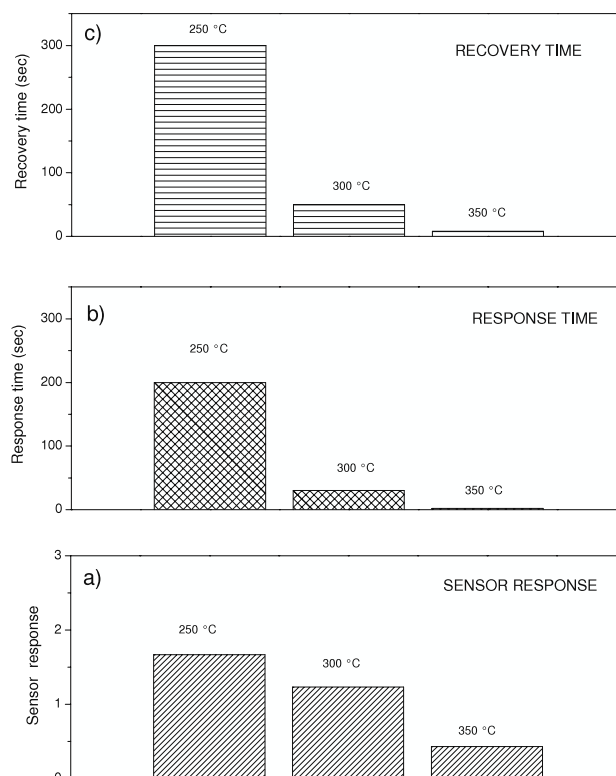 c)
RECOVERY TIME
Recovery time (sec)
300
200
100
0
250 °C
300 °C
350 °C
b)
RESPONSE TIME
Response time (sec)
300
200
100
0
250 °C
300 °C
350 °C
a)
SENSOR RESPONSE
Sensor response
3
2
1
0
250 °C
300 °C
350 °C